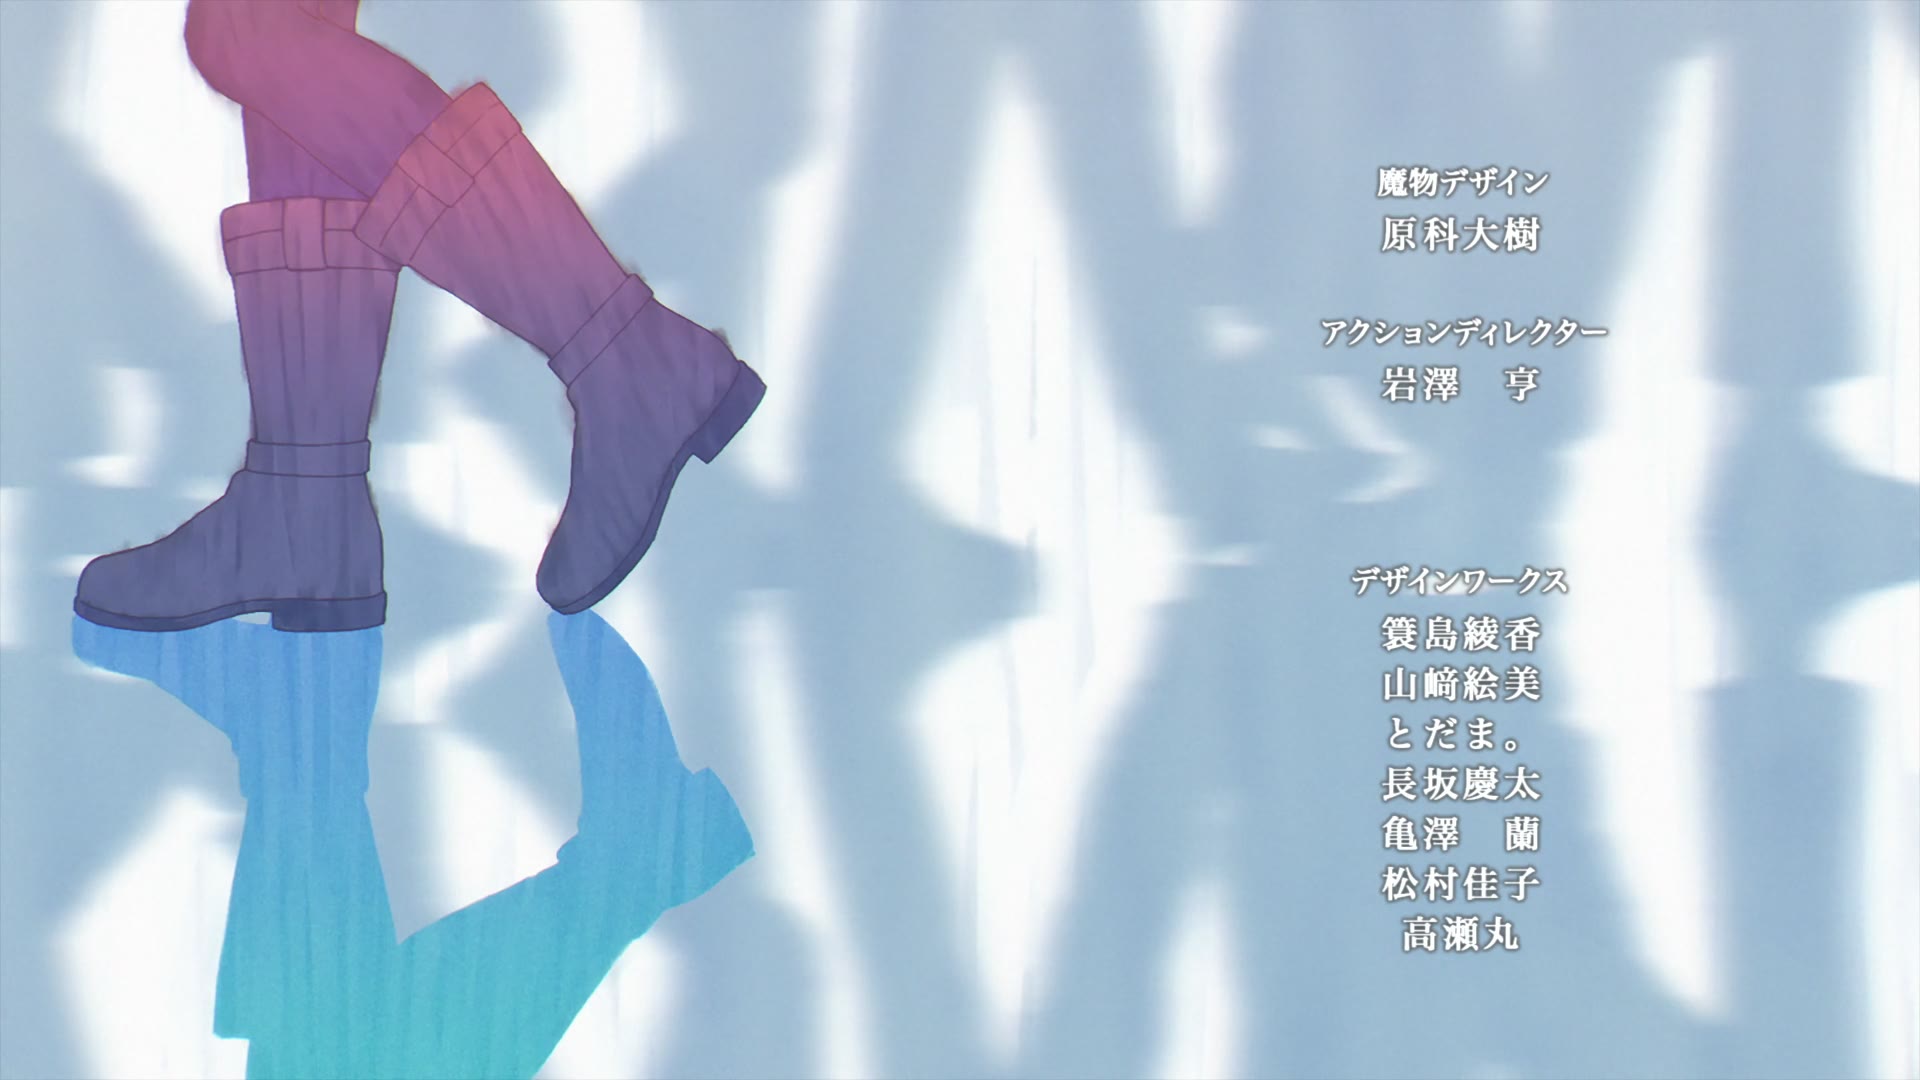 魔物デザイン
原科大樹
アクションディレクター
岩澤　亨
デザインワークス
簑島綾香
山﨑絵美
とだま。
長坂慶太
亀澤　蘭
松村佳子
高瀬丸